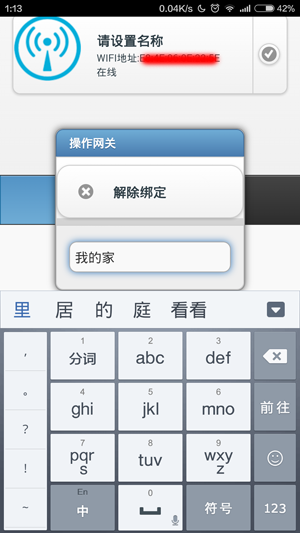 1:13
0.04K/s
42%
请设置名称
WIFI地址:
在线
操作网关
解除绑定
我的家
里 居 的 庭 看看
, 1 分词 2 abc 3 def
。 4 ghi 5 jkl 6 mno 前往
? 7 pqrs 8 tuv 9 wxyz
!
~ En 中 0 符号 123